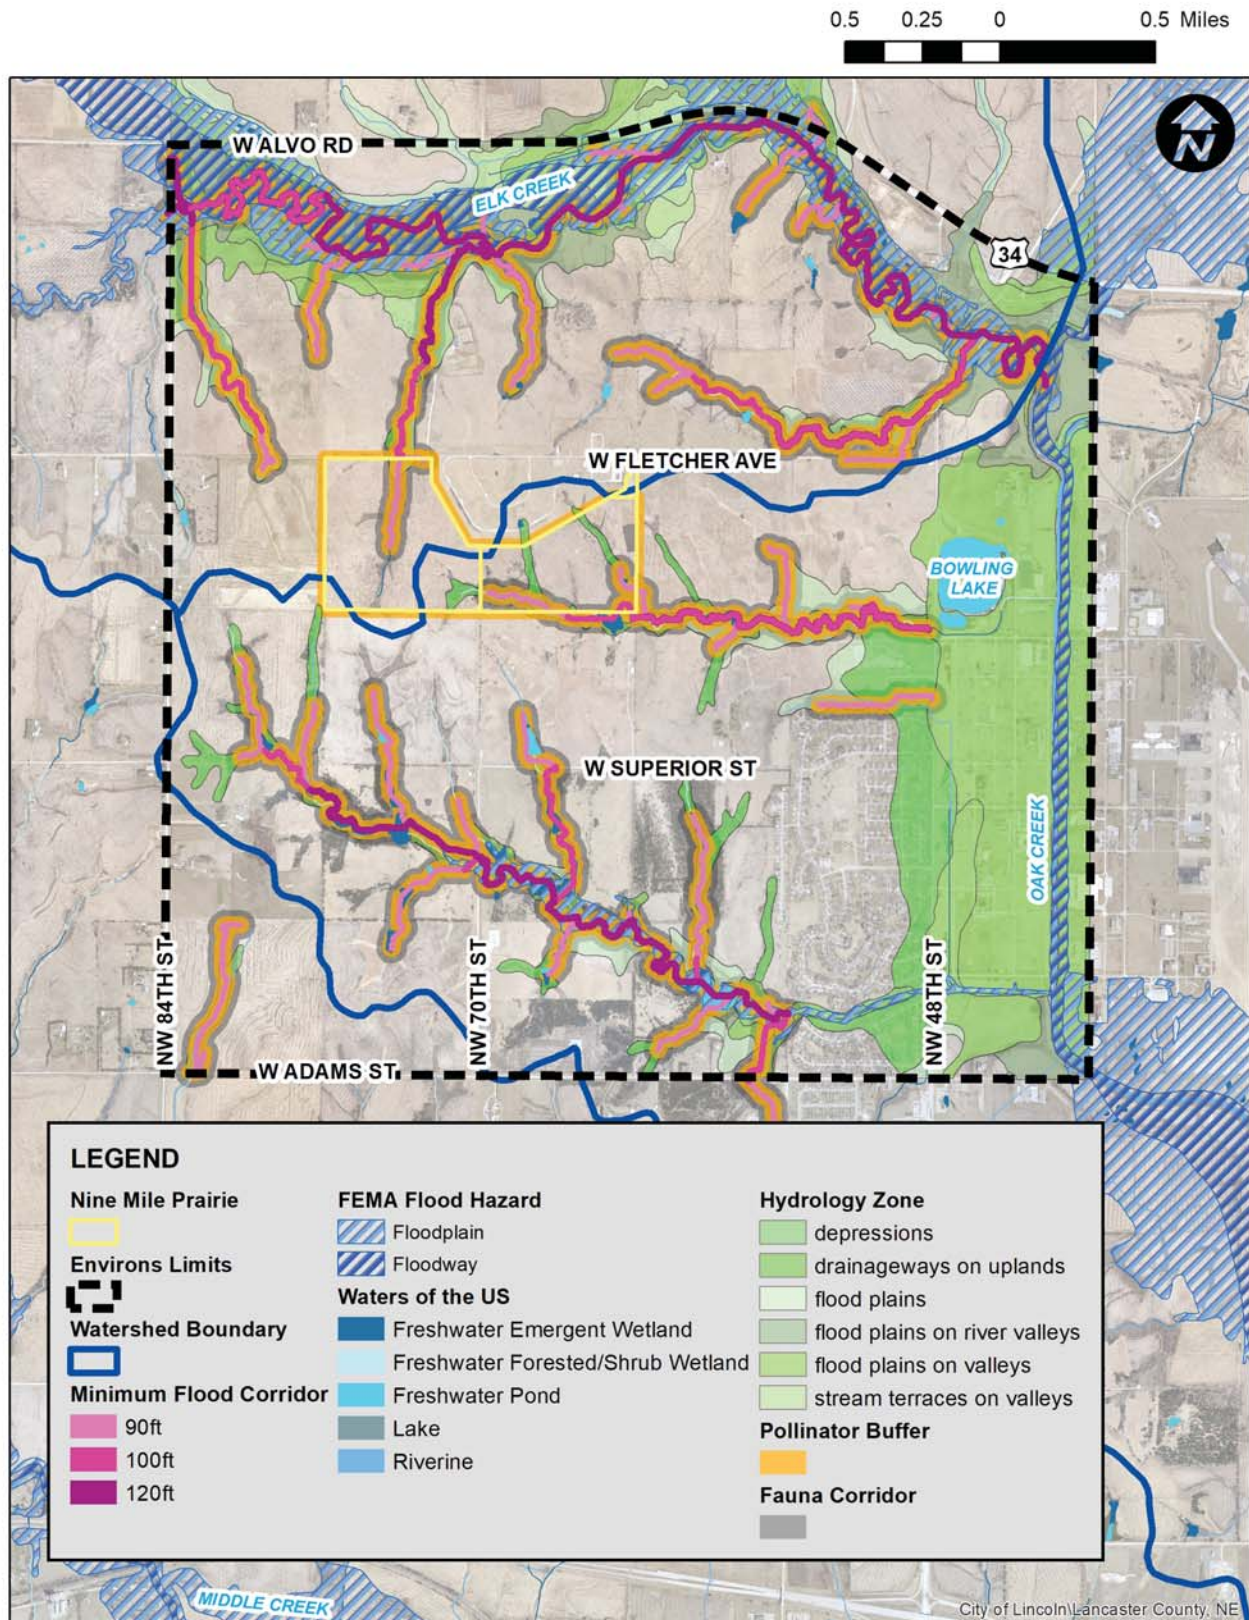 0.5 0.25 0 0.5 Miles
N
W ALVO RD
ELK CREEK
34
W FLETCHER AVE
BOWLING
LAKE
W SUPERIOR ST
OAK CREEK
NW 84TH ST
NW 70TH ST
NW 48TH ST
W ADAMS ST
LEGEND
Nine Mile Prairie
Environs Limits
Watershed Boundary
Minimum Flood Corridor
90ft
100ft
120ft
FEMA Flood Hazard
Floodplain
Floodway
Waters of the US
Freshwater Emergent Wetland
Freshwater Forested/Shrub Wetland
Freshwater Pond
Lake
Riverine
Hydrology Zone
depressions
drainageways on uplands
flood plains
flood plains on river valleys
flood plains on valleys
stream terraces on valleys
Pollinator Buffer
Fauna Corridor
MIDDLE CREEK
City of Lincoln\Lancaster County, NE